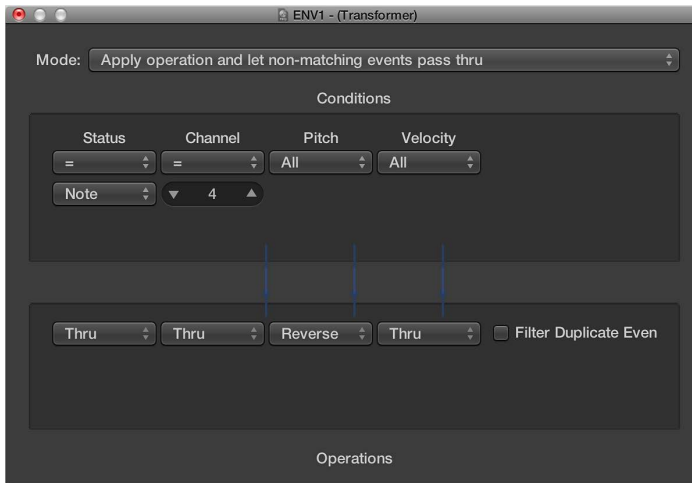 ENV1 - (Transformer)
Mode: Apply operation and let non-matching events pass thru
Conditions
Status Channel Pitch Velocity
= = All All
Note 4
Thru Thru Reverse Thru Filter Duplicate Even
Operations